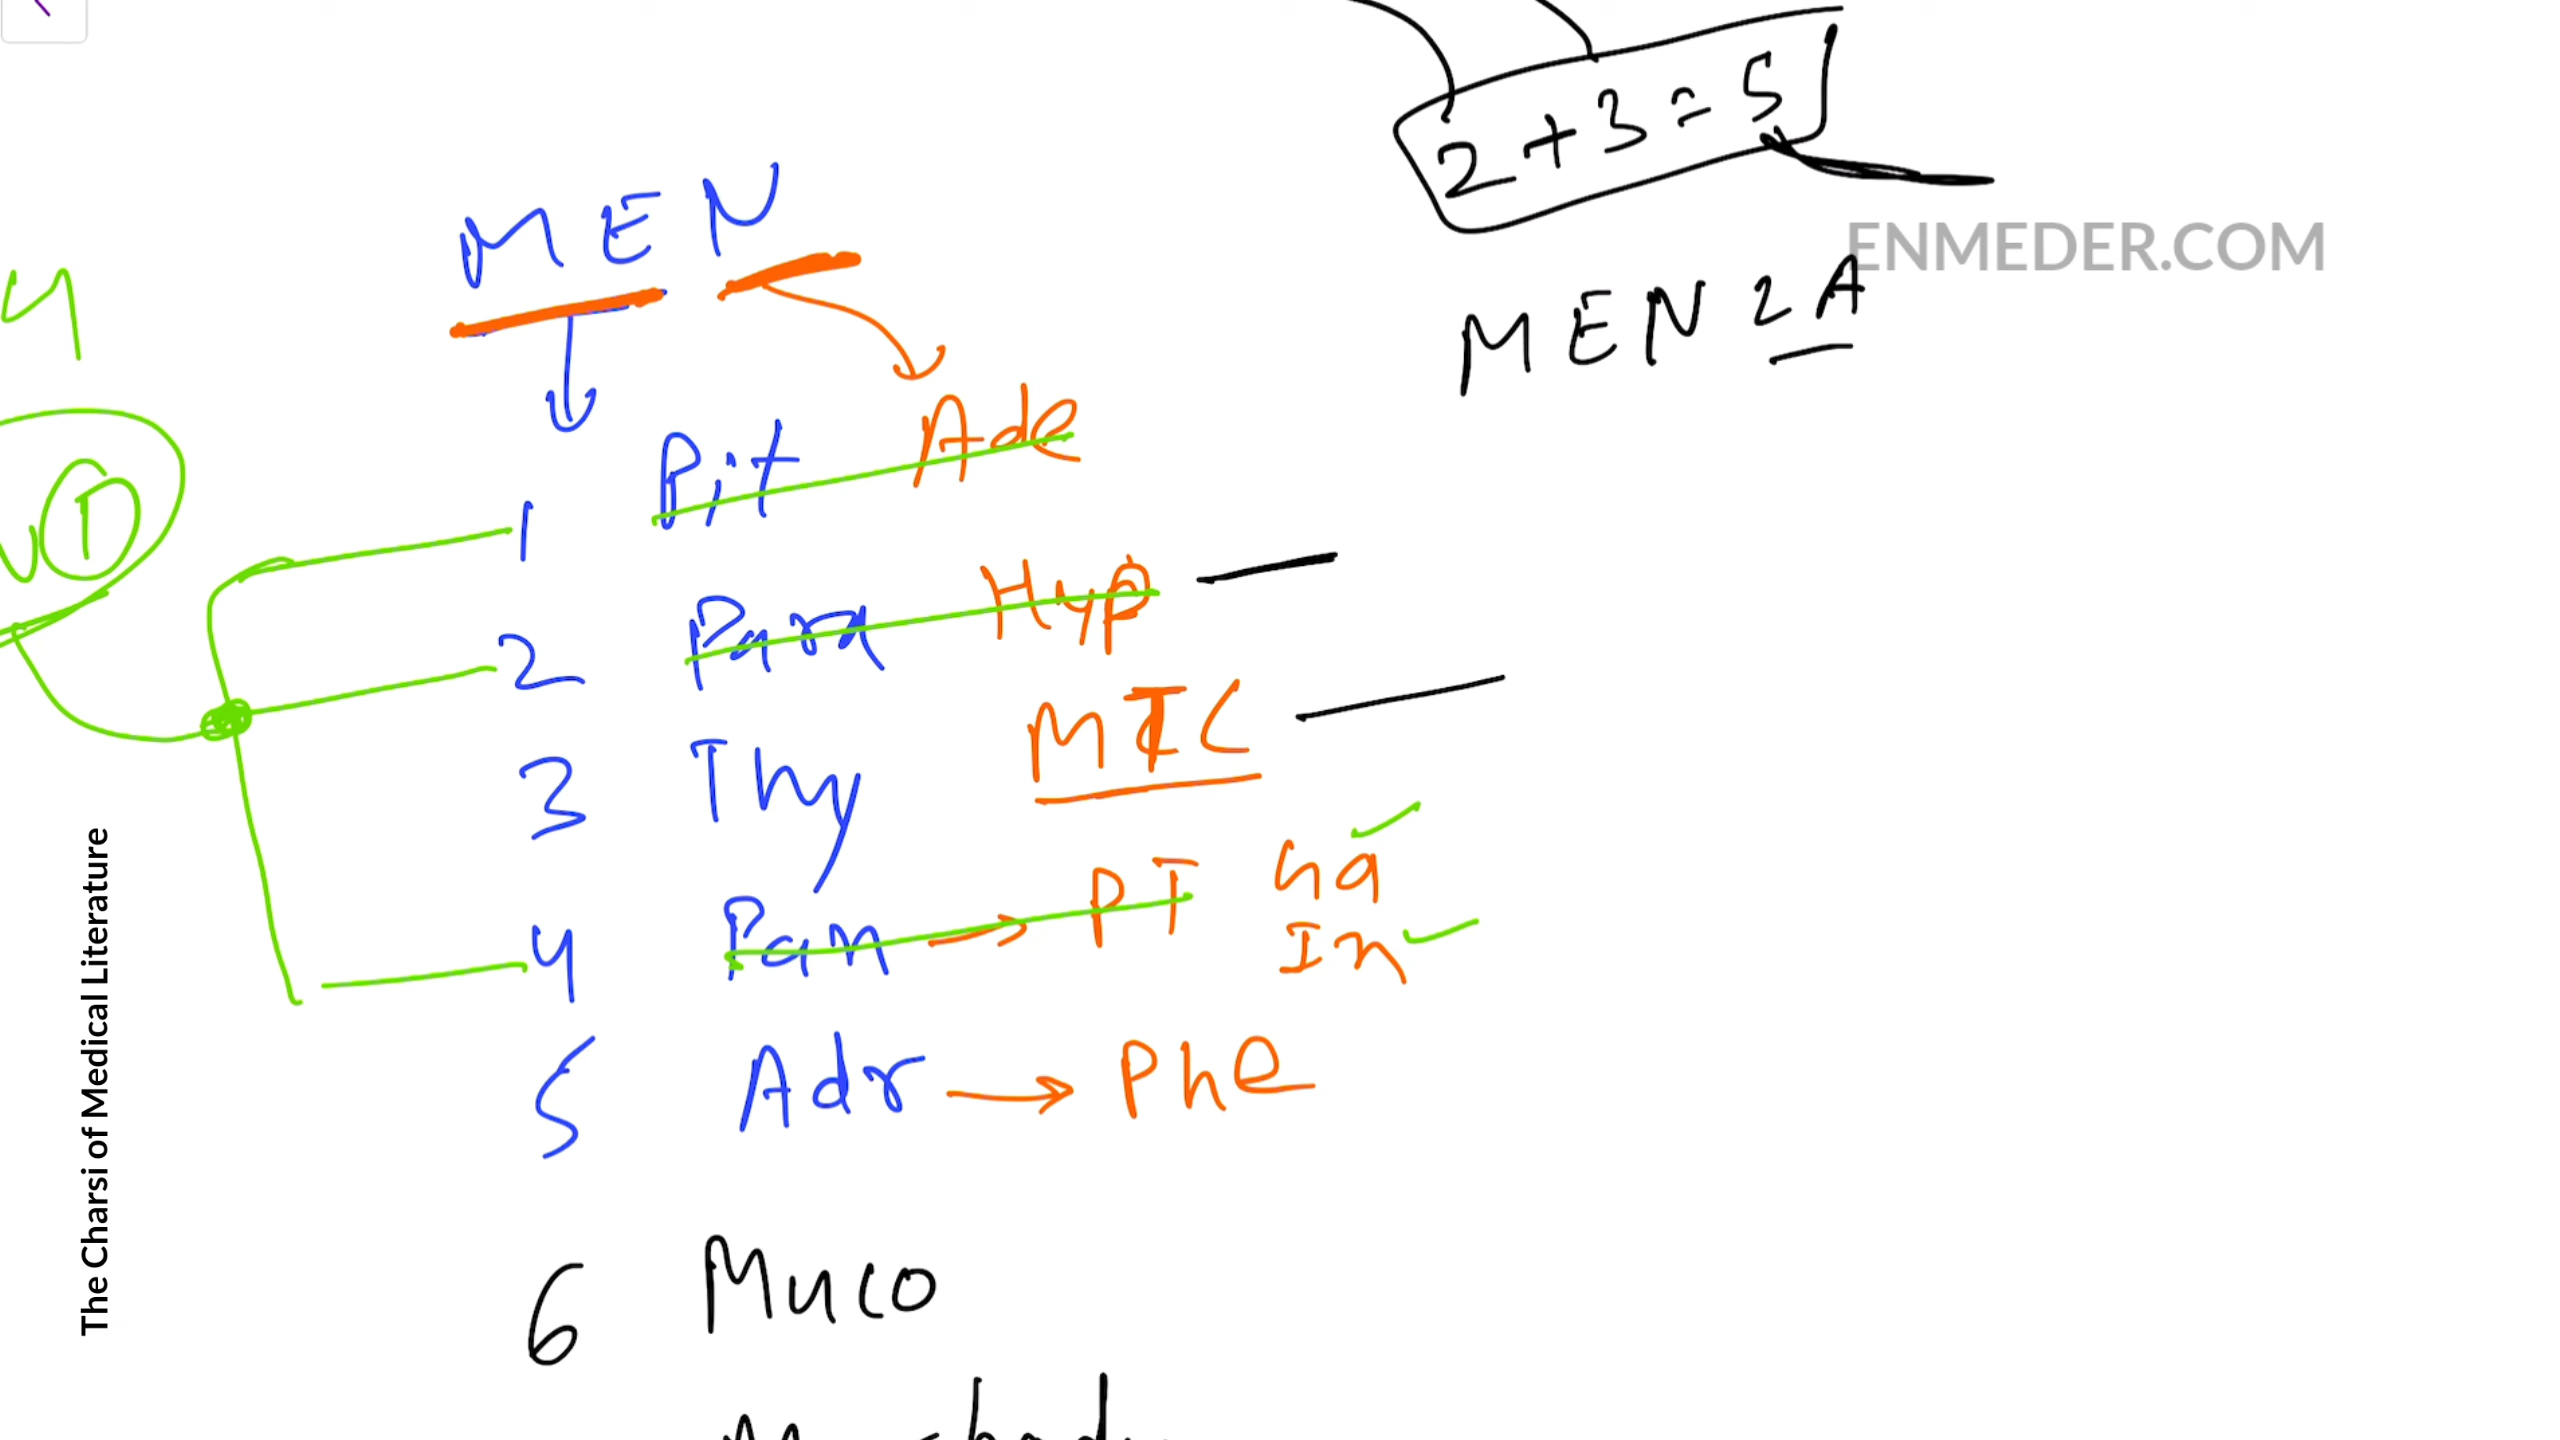 2 + 3 = 5
ENMEDER.COM
MEN
MEN 2A
4
1 Pit Ade
2 Para Hyp
3 Thy MTC
4 Pan → PT Ga
In
5 Adr → Phe
6 Muco
The Charsi of Medical Literature